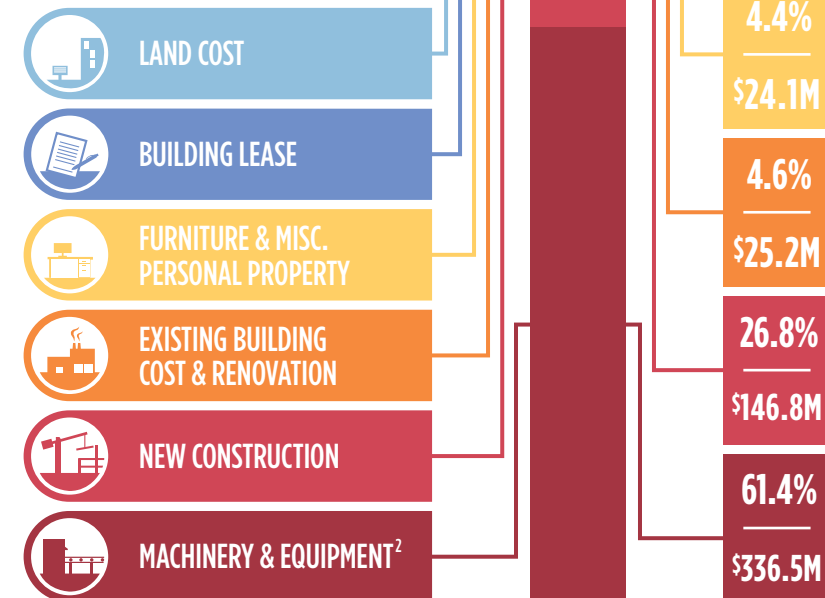 LAND COST
BUILDING LEASE
FURNITURE & MISC.
PERSONAL PROPERTY
EXISTING BUILDING
COST & RENOVATION
NEW CONSTRUCTION
MACHINERY & EQUIPMENT²
4.4%
$24.1M
4.6%
$25.2M
26.8%
$146.8M
61.4%
$336.5M